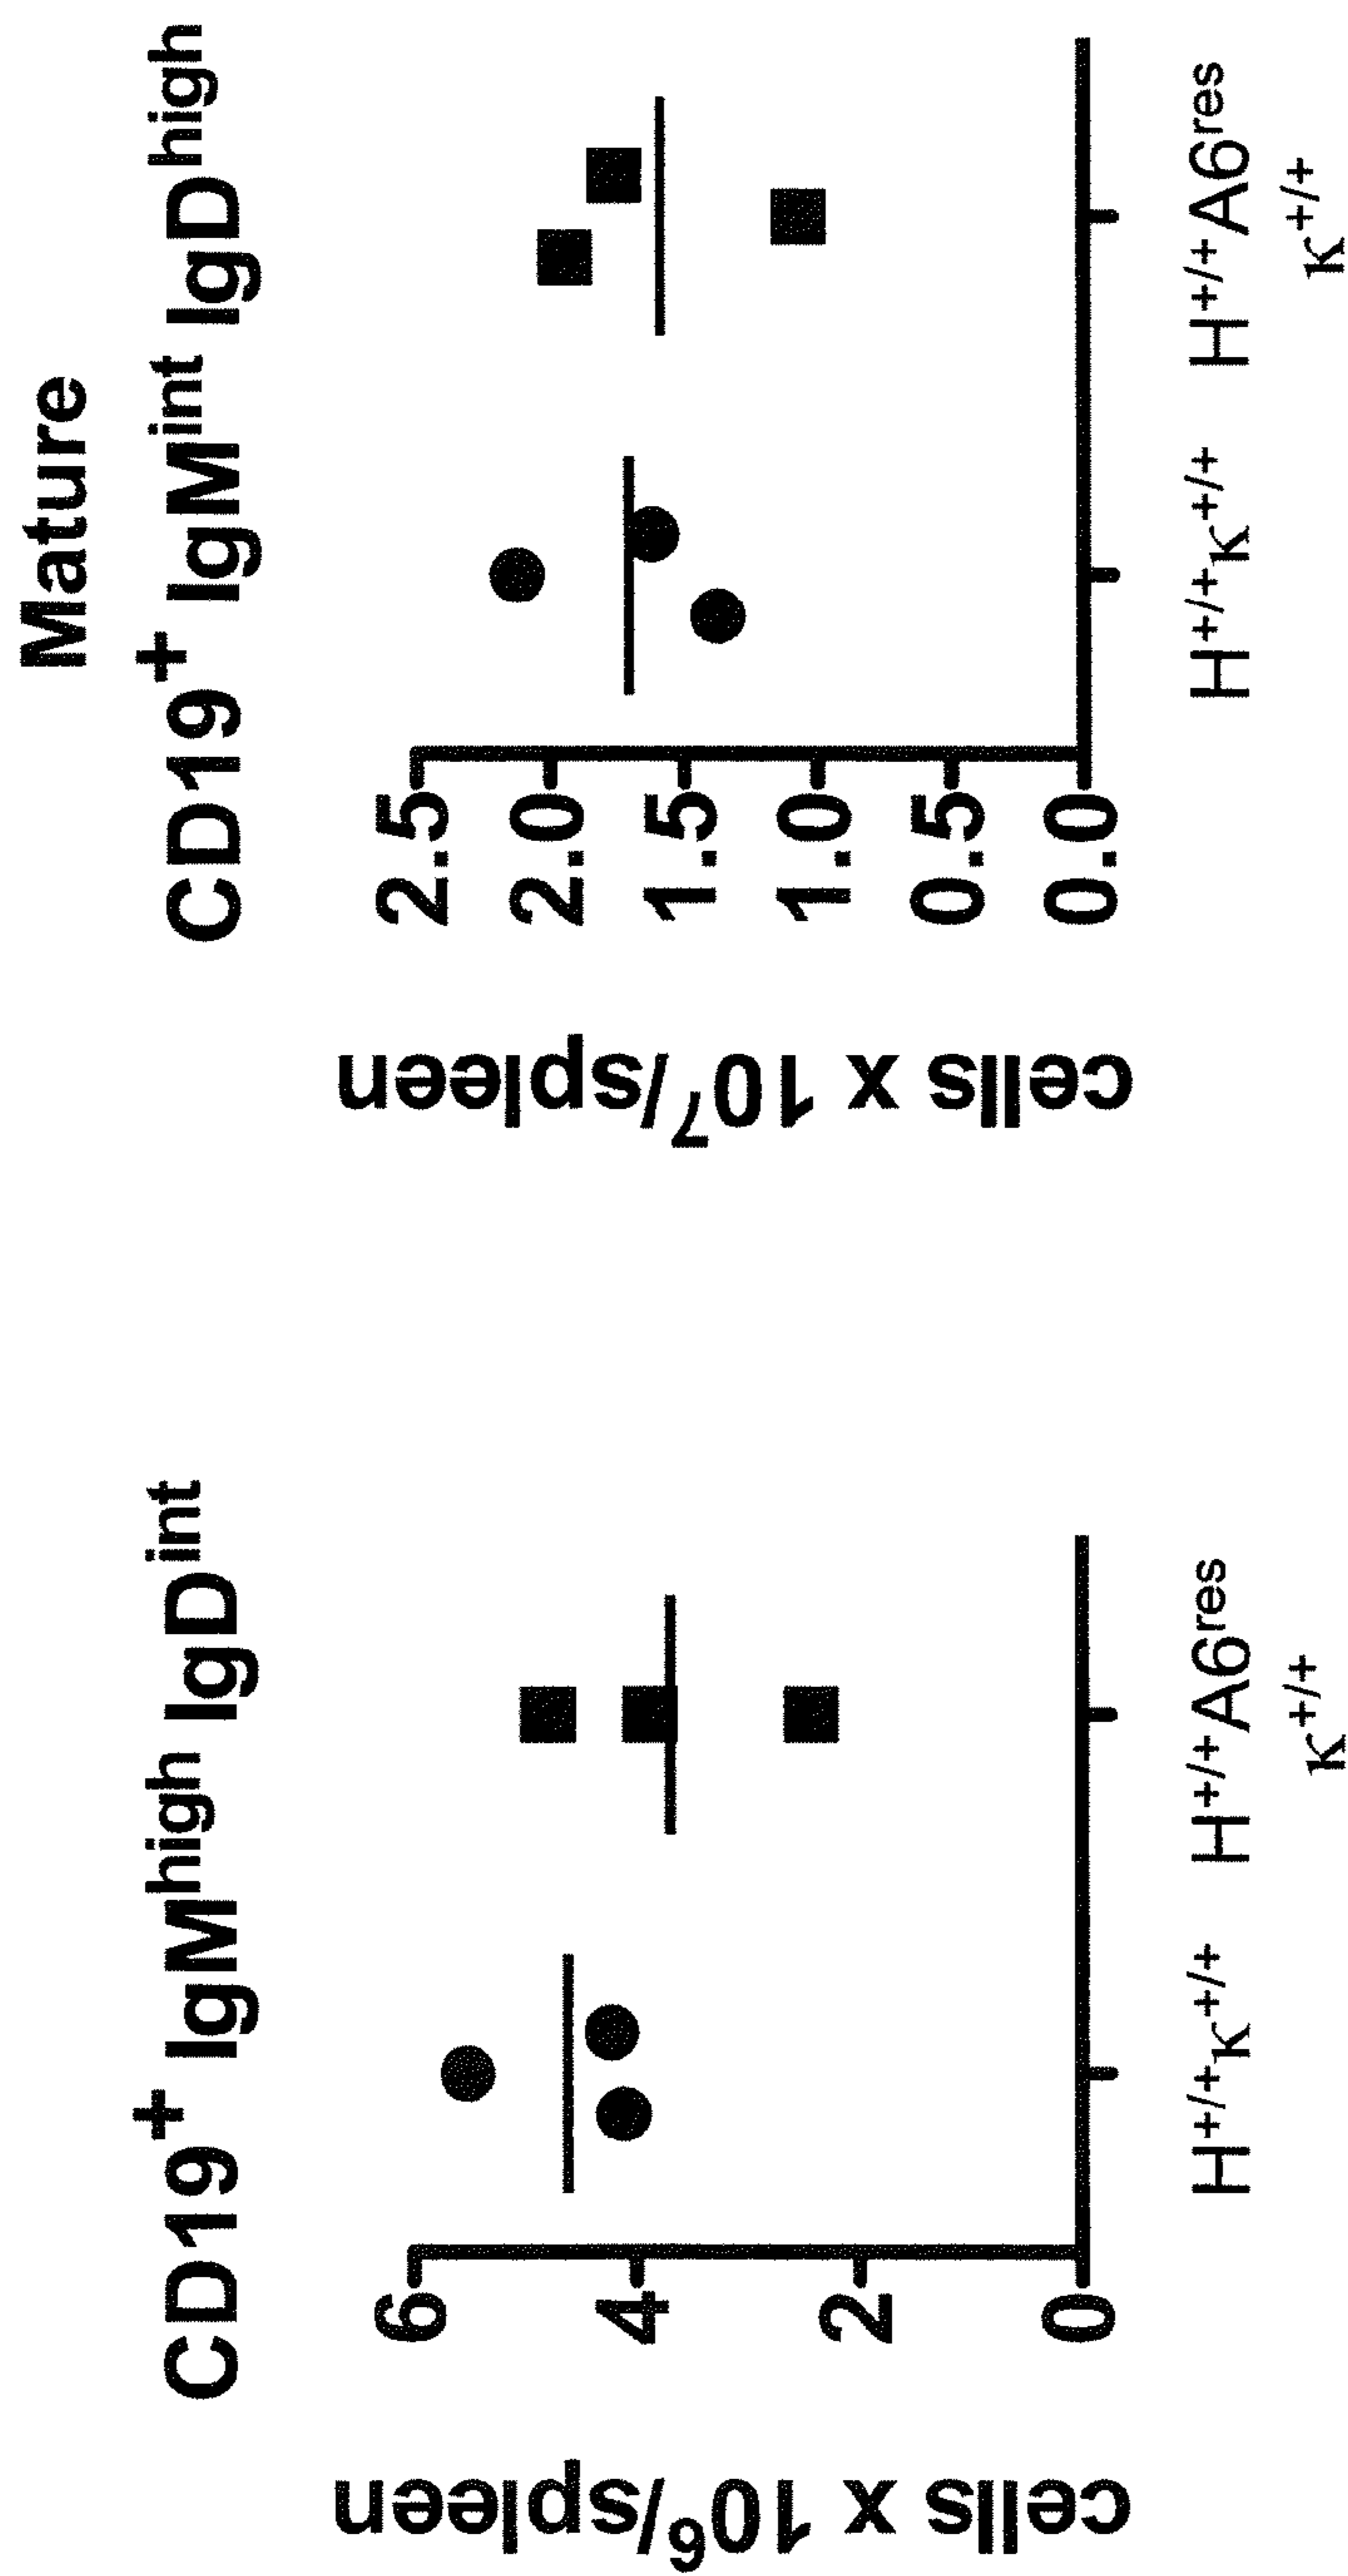 CD19⁺ IgMʰⁱᵍʰ IgDⁱⁿᵗ
cells x 10⁶/spleen
6
4
2
0
H⁺/⁺κ⁺/⁺
H⁺/⁺A6ʳᵉˢ
κ⁺/⁺
Mature
CD19⁺ IgMⁱⁿᵗ IgDʰⁱᵍʰ
cells x 10⁷/spleen
2.5
2.0
1.5
1.0
0.5
0.0
H⁺/⁺κ⁺/⁺
H⁺/⁺A6ʳᵉˢ
κ⁺/⁺